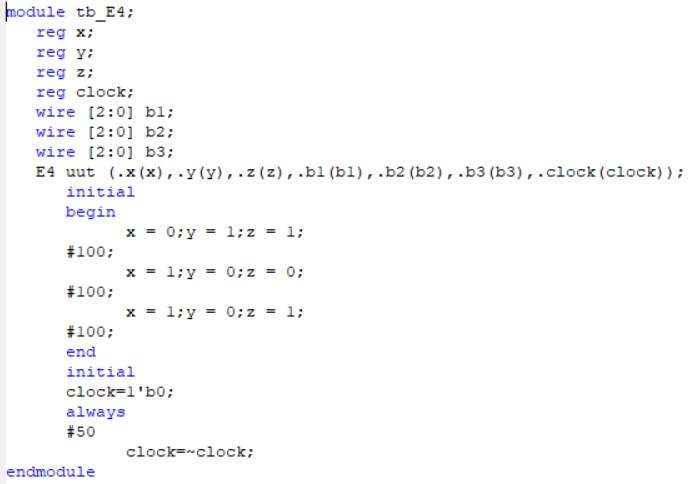 module tb_E4;
reg x;
reg y;
reg z;
reg clock;
wire [2:0] b1;
wire [2:0] b2;
wire [2:0] b3;
E4 uut (.x(x),.y(y),.z(z),.b1(b1),.b2(b2),.b3(b3),.clock(clock));
initial
begin
x = 0;y = 1;z = 1;
#100;
x = 1;y = 0;z = 0;
#100;
x = 1;y = 0;z = 1;
#100;
end
initial
clock=1'b0;
always
#50
clock=~clock;
endmodule